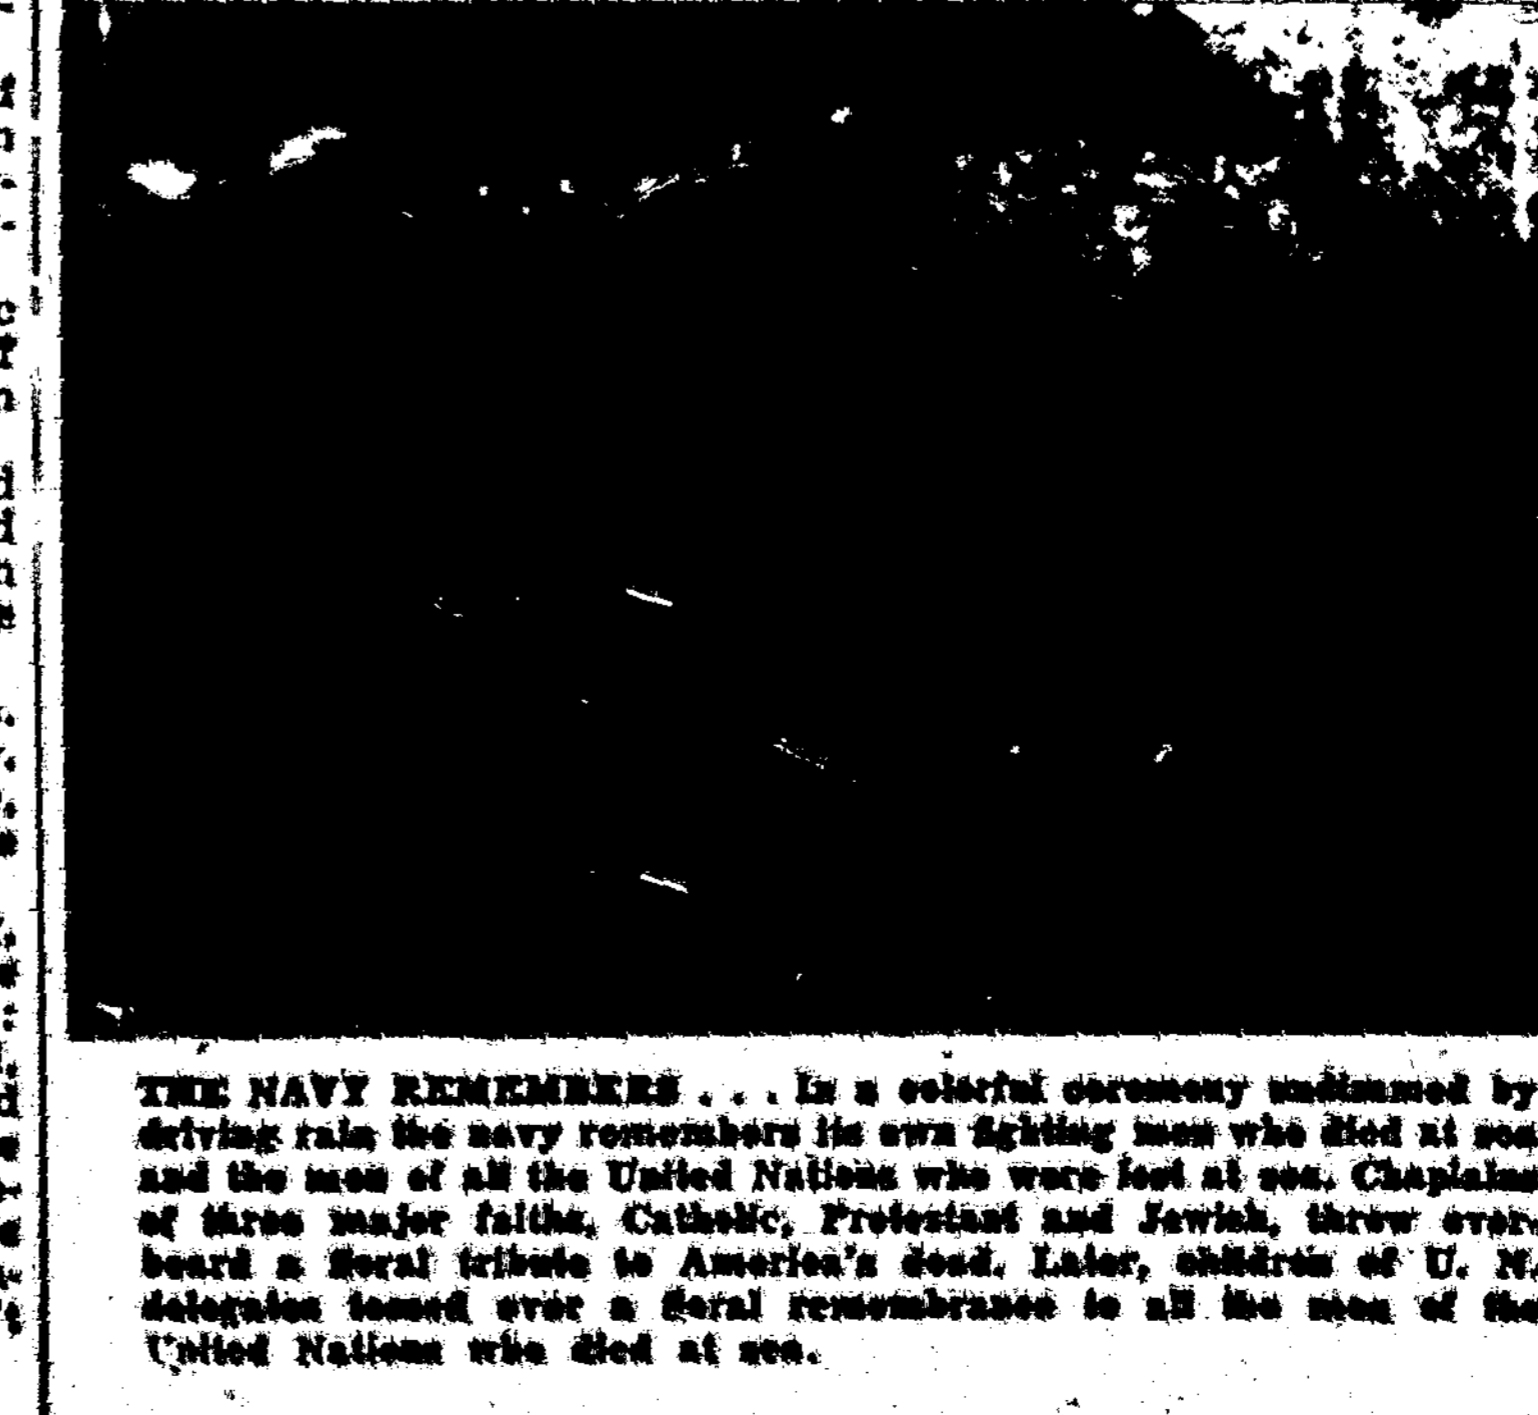 THE NAVY REMEMBERS . . . In a colorful ceremony undimmed by
driving rain the navy remembers its own fighting men who died at sea
and the men of all the United Nations who were lost at sea. Chaplains
of three major faiths, Catholic, Protestant and Jewish, threw over
board a floral tribute to America's dead. Later, children of U. N.
delegates tossed over a floral remembrance to all the men of the
United Nations who died at sea.